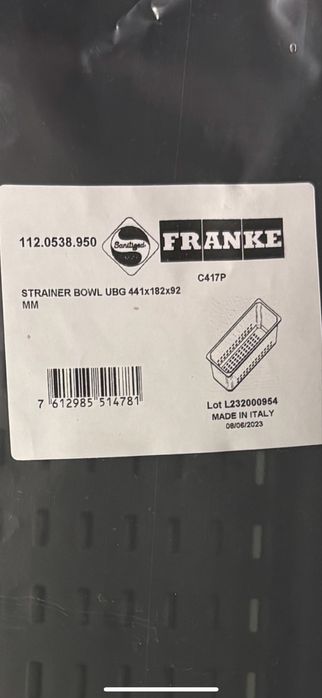 112.0538.950
Sanitized
FRANKE
C417P
STRAINER BOWL UBG 441x182x92
MM
7 612985 514781
Lot L232000954
MADE IN ITALY
08/06/2023